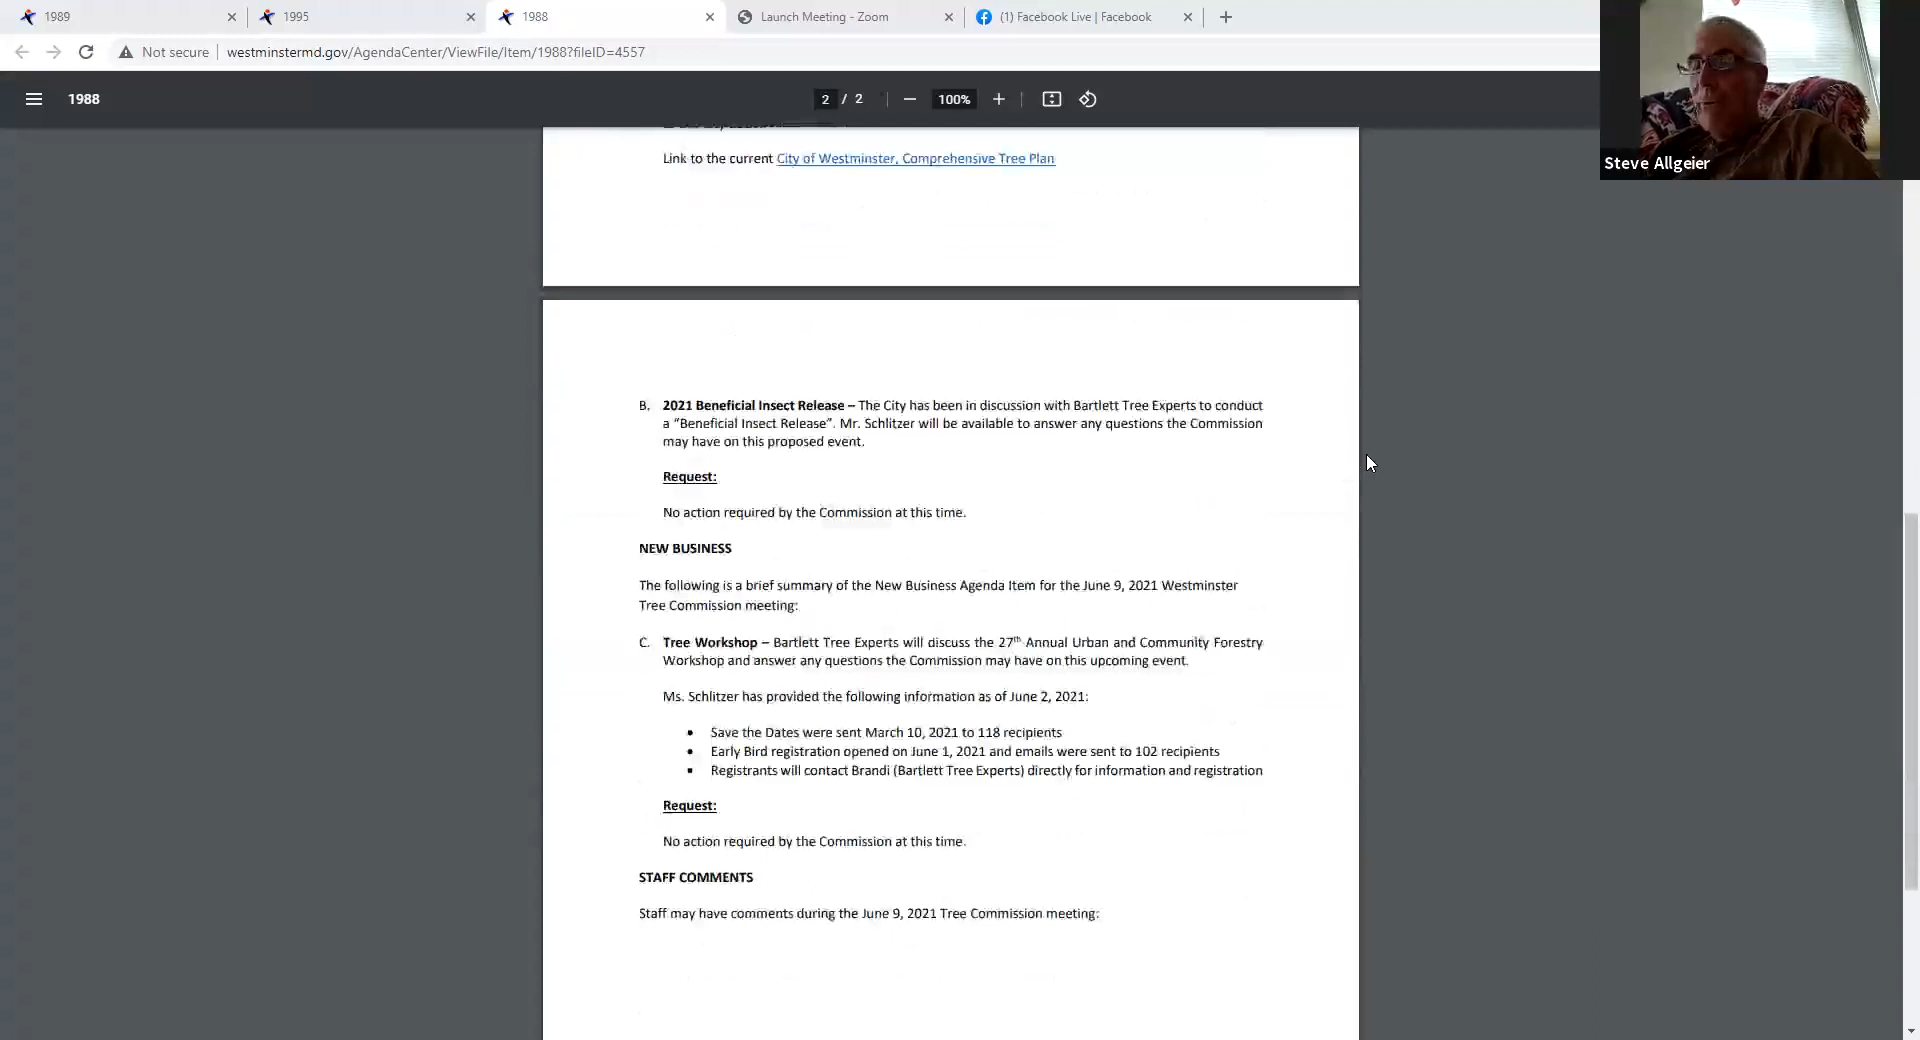 1989
1995
1988
Launch Meeting - Zoom
(1) Facebook Live | Facebook
Not secure
westminstermd.gov/AgendaCenter/ViewFile/Item/1988?fileID=4557
1988
2 / 2
100%
Steve Allgeier
Link to the current City of Westminster, Comprehensive Tree Plan
B. 2021 Beneficial Insect Release – The City has been in discussion with Bartlett Tree Experts to conduct
a “Beneficial Insect Release”. Mr. Schlitzer will be available to answer any questions the Commission
may have on this proposed event.
Request:
No action required by the Commission at this time.
NEW BUSINESS
The following is a brief summary of the New Business Agenda Item for the June 9, 2021 Westminster
Tree Commission meeting:
C. Tree Workshop – Bartlett Tree Experts will discuss the 27th Annual Urban and Community Forestry
Workshop and answer any questions the Commission may have on this upcoming event.
Ms. Schlitzer has provided the following information as of June 2, 2021:
• Save the Dates were sent March 10, 2021 to 118 recipients
• Early Bird registration opened on June 1, 2021 and emails were sent to 102 recipients
• Registrants will contact Brandi (Bartlett Tree Experts) directly for information and registration
Request:
No action required by the Commission at this time.
STAFF COMMENTS
Staff may have comments during the June 9, 2021 Tree Commission meeting: